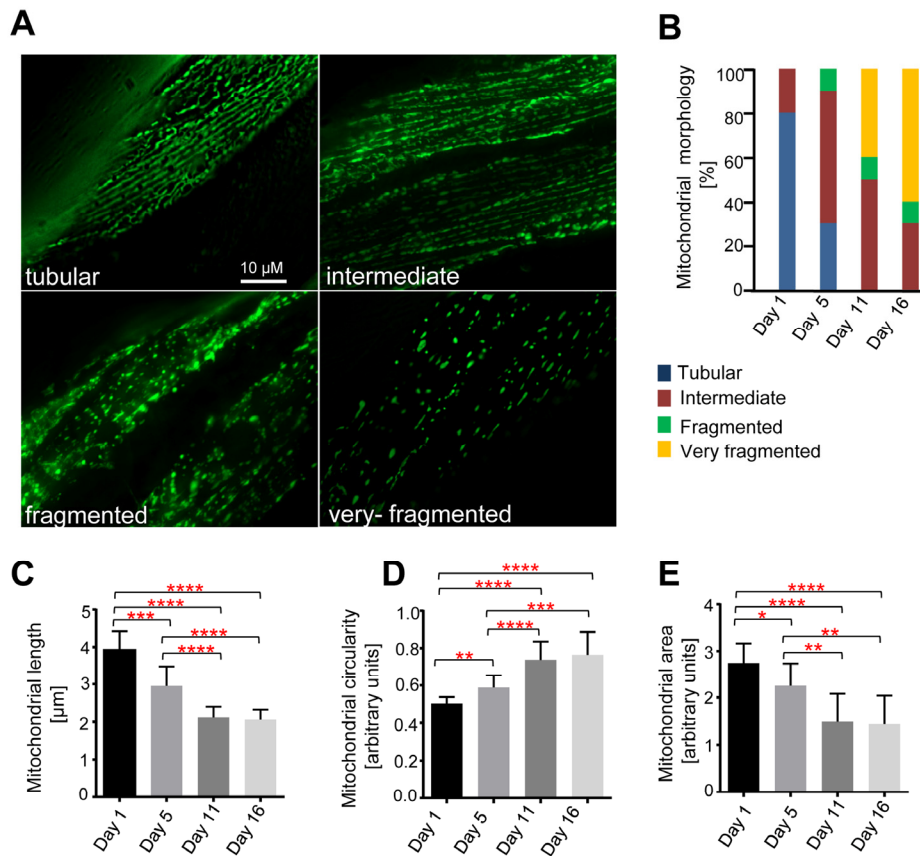 A
tubular
10 µM
intermediate
fragmented
very- fragmented
B
Mitochondrial morphology
[%]
100
80
60
40
20
0
Day 1
Day 5
Day 11
Day 16
Tubular
Intermediate
Fragmented
Very fragmented
C
Mitochondrial length
[µm]
5
4
3
2
1
0
****
****
***
****
****
Day 1
Day 5
Day 11
Day 16
D
Mitochondrial circularity
[arbitrary units]
1.0
0.8
0.6
0.4
0.2
0.0
****
****
***
****
**
Day 1
Day 5
Day 11
Day 16
E
Mitochondrial area
[arbitrary units]
4
3
2
1
0
****
****
*
**
**
Day 1
Day 5
Day 11
Day 16